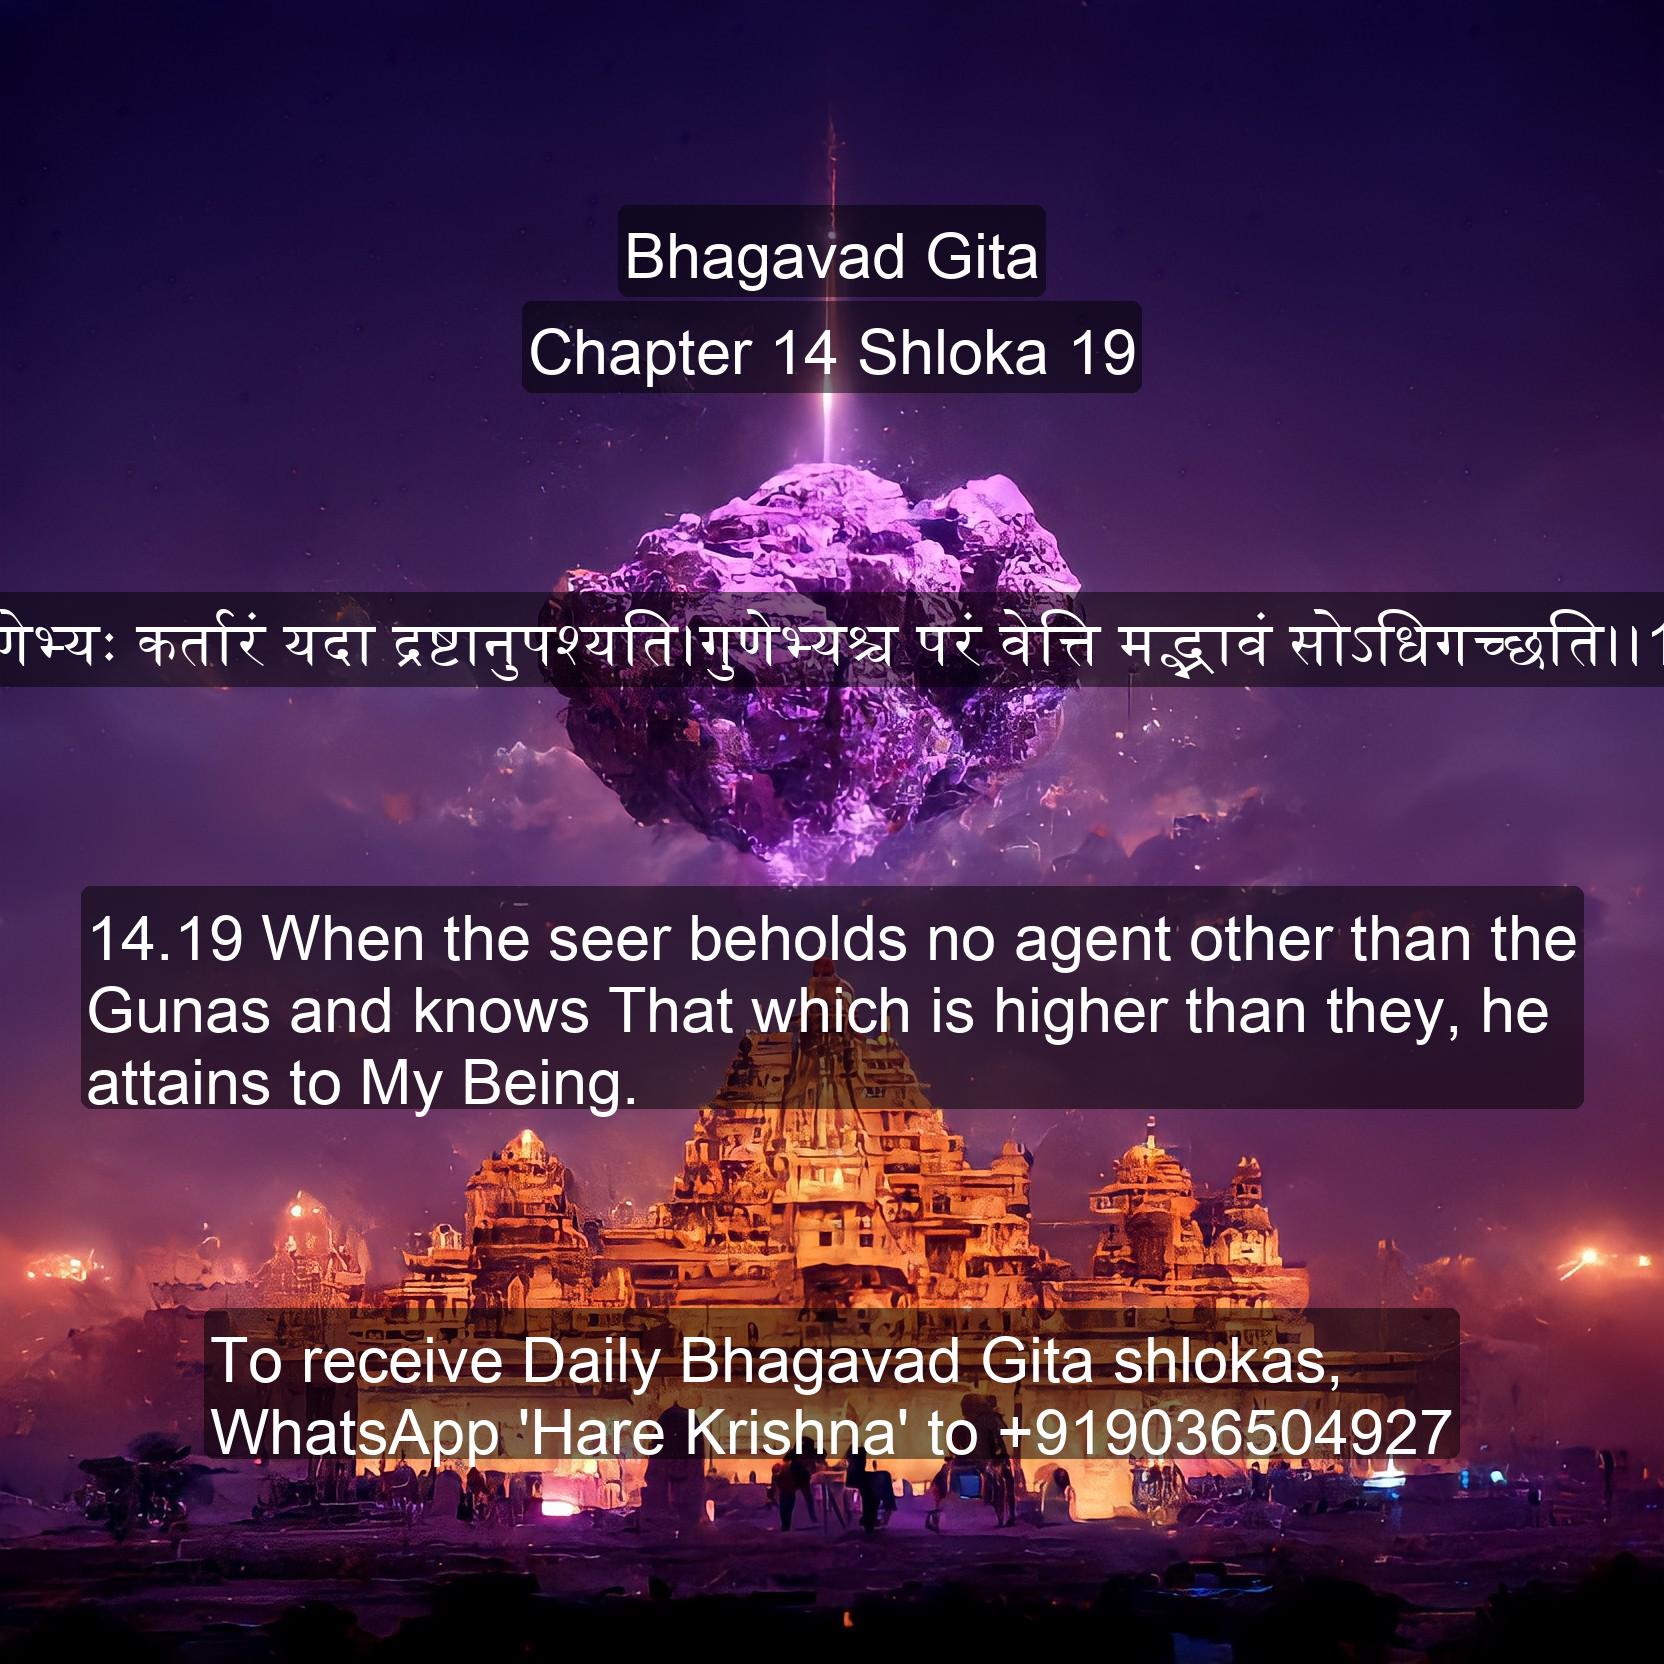 Bhagavad Gita
Chapter 14 Shloka 19
कर्तारं यदा द्रष्टानुपश्यति।गुणेभ्यश्च परं वेत्ति मद्भावं सोऽधिगच्छति।।
14.19 When the seer beholds no agent other than the
Gunas and knows That which is higher than they, he
attains to My Being.
To receive Daily Bhagavad Gita shlokas,
WhatsApp 'Hare Krishna' to +919036504927